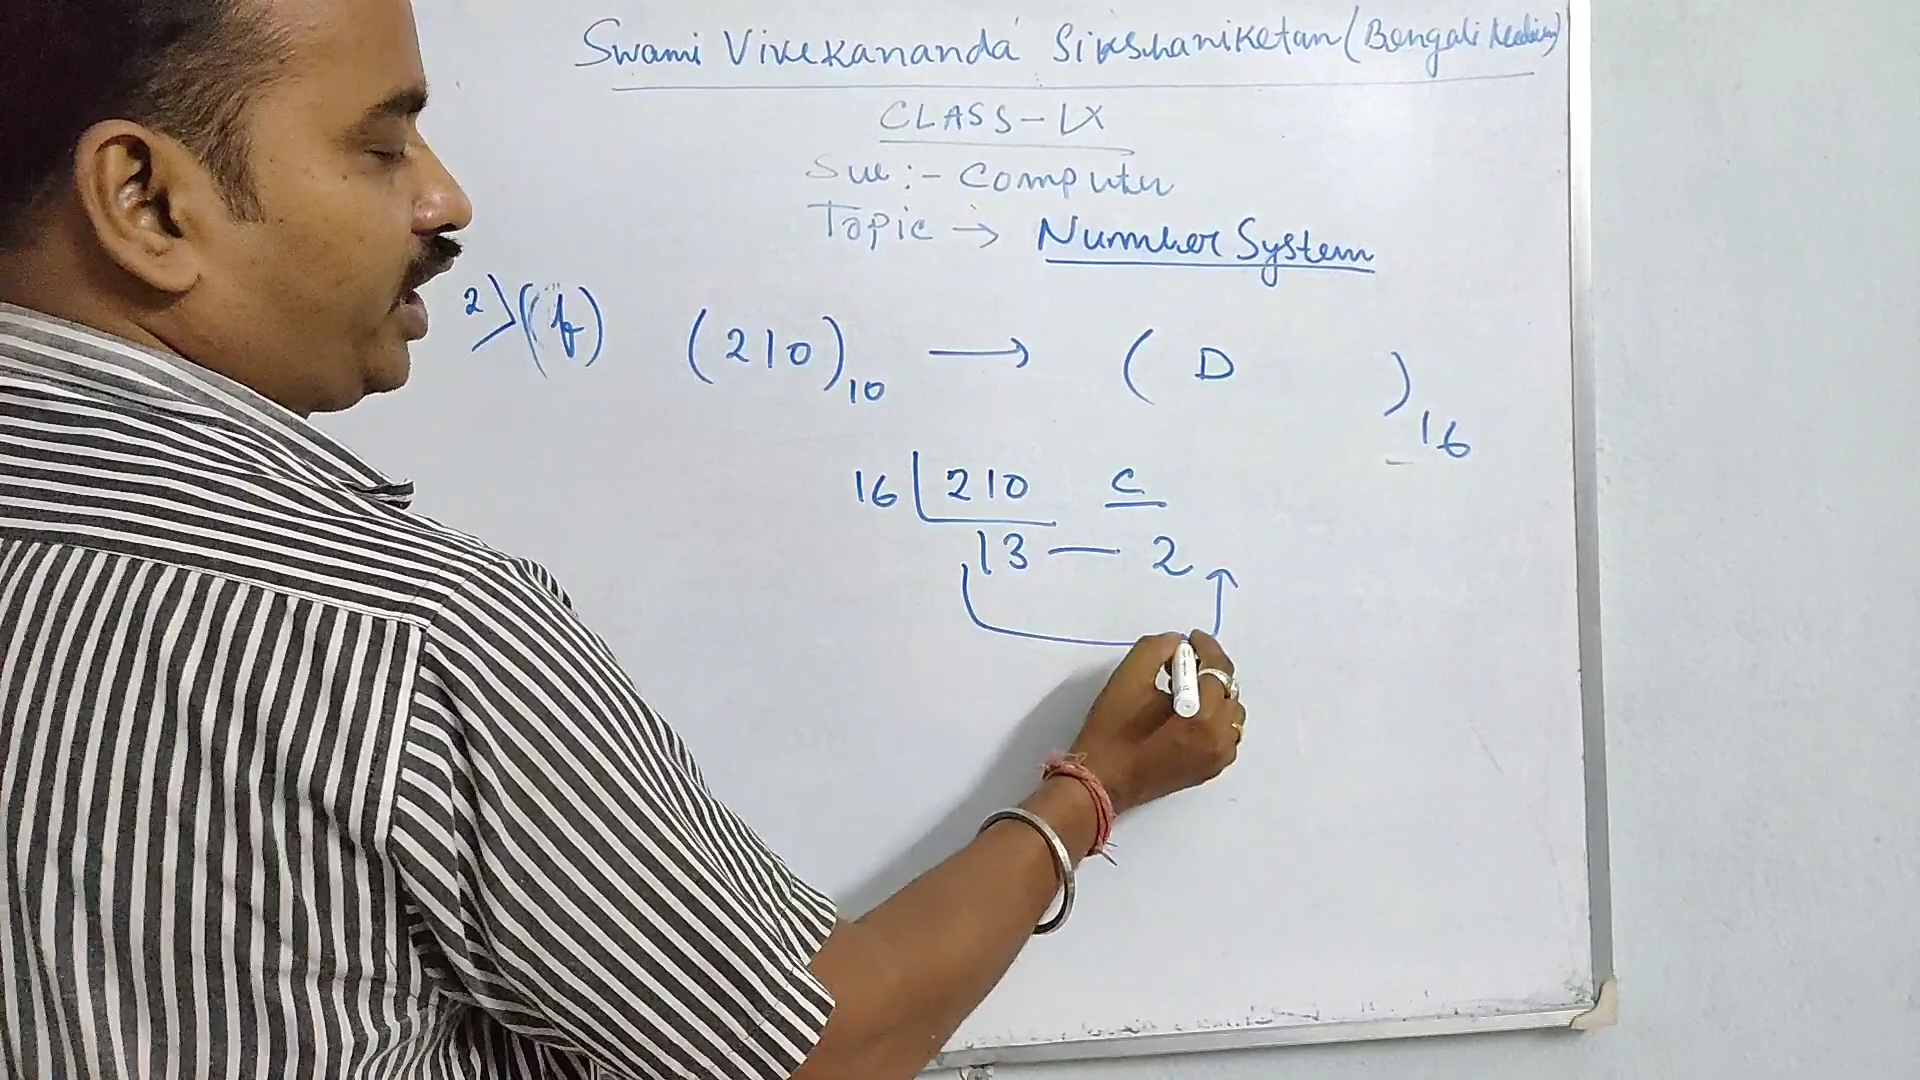 Swami Vivekananda Sikshaniketan (Bengali Medium)
CLASS-IX
Sub :- Computer
Topic → Number System
2) (f) (210)10 → ( D )16
16 210 C
13 — 2